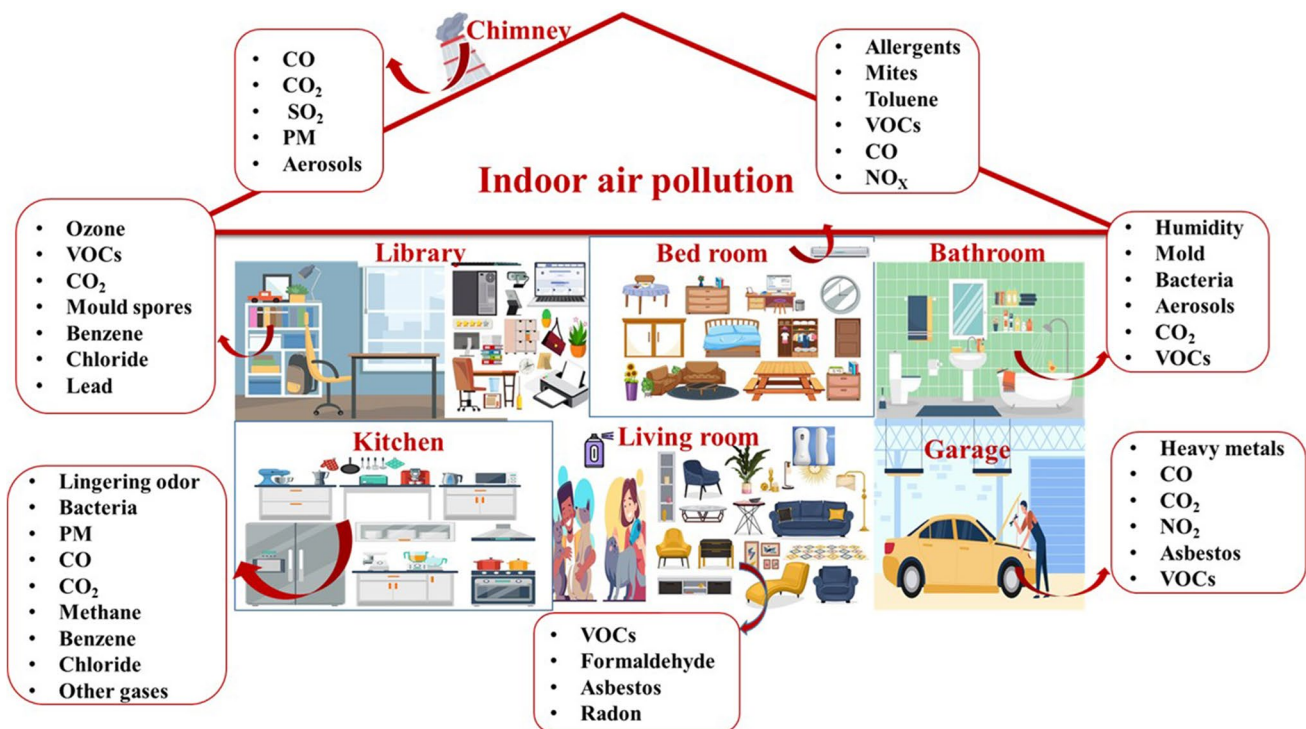 Chimney
• CO
• CO₂
• SO₂
• PM
• Aerosols
• Allergents
• Mites
• Toluene
• VOCs
• CO
• NOₓ
Indoor air pollution
• Ozone
• VOCs
• CO₂
• Mould spores
• Benzene
• Chloride
• Lead
Library
Bed room
Bathroom
• Humidity
• Mold
• Bacteria
• Aerosols
• CO₂
• VOCs
Kitchen
Living room
Garage
• Lingering odor
• Bacteria
• PM
• CO
• CO₂
• Methane
• Benzene
• Chloride
• Other gases
• VOCs
• Formaldehyde
• Asbestos
• Radon
• Heavy metals
• CO
• CO₂
• NO₂
• Asbestos
• VOCs